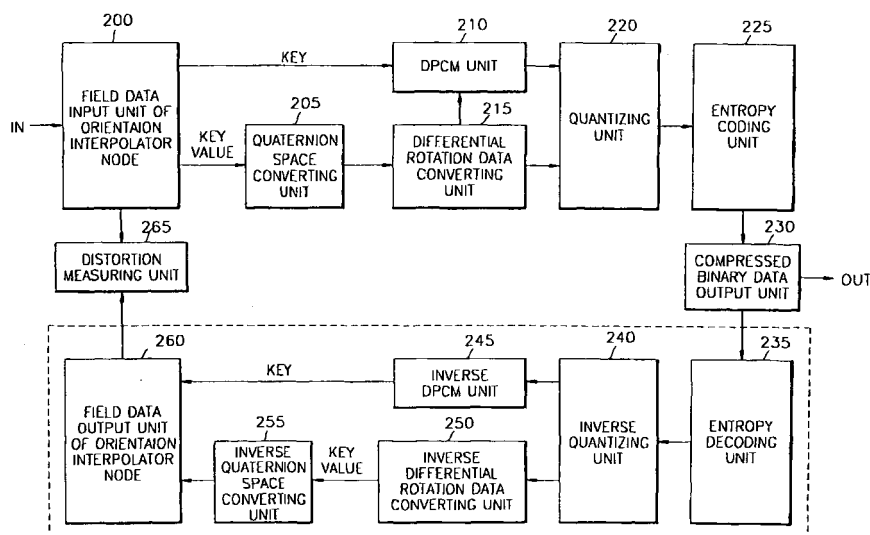 200
FIELD DATA
INPUT UNIT OF
ORIENTAION
INTERPOLATOR
NODE
IN
KEY
KEY
VALUE
205
QUATERNION
SPACE
CONVERTING
UNIT
210
DPCM UNIT
215
DIFFERENTIAL
ROTATION DATA
CONVERTING
UNIT
220
QUANTIZING
UNIT
225
ENTROPY
CODING
UNIT
265
DISTORTION
MEASURING UNIT
230
COMPRESSED
BINARY DATA
OUTPUT UNIT
OUT
260
FIELD DATA
OUTPUT UNIT
OF ORIENTAION
INTERPOLATOR
NODE
KEY
245
INVERSE
DPCM UNIT
240
INVERSE
QUANTIZING
UNIT
235
ENTROPY
DECODING
UNIT
255
INVERSE
QUATERNION
SPACE
CONVERTING
UNIT
KEY
VALUE
250
INVERSE
DIFFERENTIAL
ROTATION DATA
CONVERTING UNIT